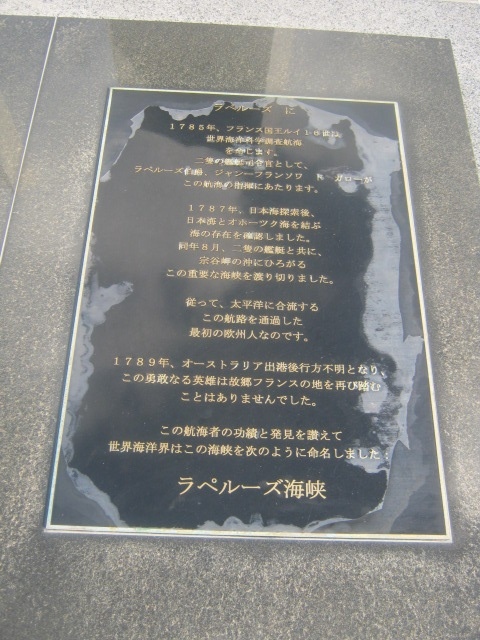 ラペルーズ に
1785年、フランス国王ルイ16世は
世界海洋科学調査航海
を命じます。
二隻の艦艇司令官として、
ラペルーズ伯爵、ジャンーフランソワ ガローが
この航海の指揮にあたります。
1787年、日本海探索後、
日本海とオホーツク海を結ぶ
海の存在を確認しました。
同年8月、二隻の艦艇と共に、
宗谷岬の沖にひろがる
この重要な海峡を渡り切りました。
従って、太平洋に合流する
この航路を通過した
最初の欧州人なのです。
1789年、オーストラリア出港後行方不明となり、
この勇敢なる英雄は故郷フランスの地を再び踏む
ことはありませんでした。
この航海者の功績と発見を讃えて
世界海洋界はこの海峡を次のように命名しました:
ラペルーズ海峡